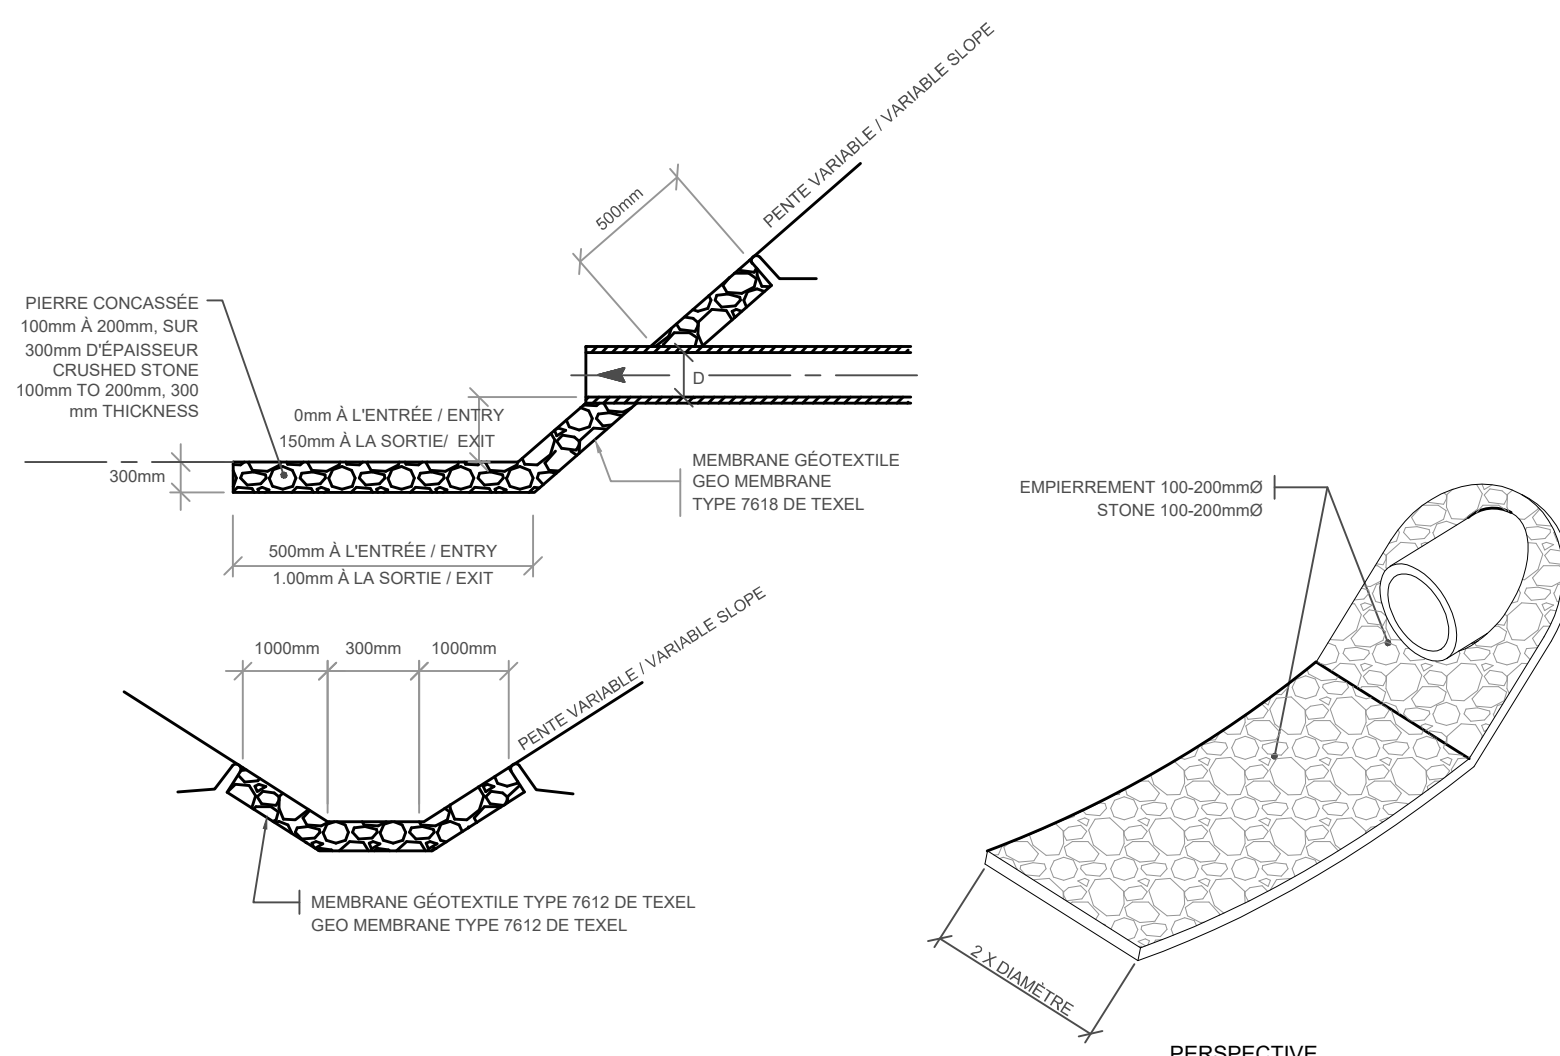 PENTE VARIABLE / VARIABLE SLOPE
500mm
PIERRE CONCASSÉE
100mm À 200mm, SUR
300mm D'ÉPAISSEUR
CRUSHED STONE
100mm TO 200mm, 300
mm THICKNESS
D
0mm À L'ENTRÉE / ENTRY
150mm À LA SORTIE/ EXIT
300mm
MEMBRANE GÉOTEXTILE
GEO MEMBRANE
TYPE 7618 DE TEXEL
500mm À L'ENTRÉE / ENTRY
1.00mm À LA SORTIE / EXIT
1000mm
300mm
1000mm
PENTE VARIABLE / VARIABLE SLOPE
MEMBRANE GÉOTEXTILE TYPE 7612 DE TEXEL
GEO MEMBRANE TYPE 7612 DE TEXEL
EMPIERREMENT 100-200mmØ
STONE 100-200mmØ
2 X DIAMÈTRE
PERSPECTIVE